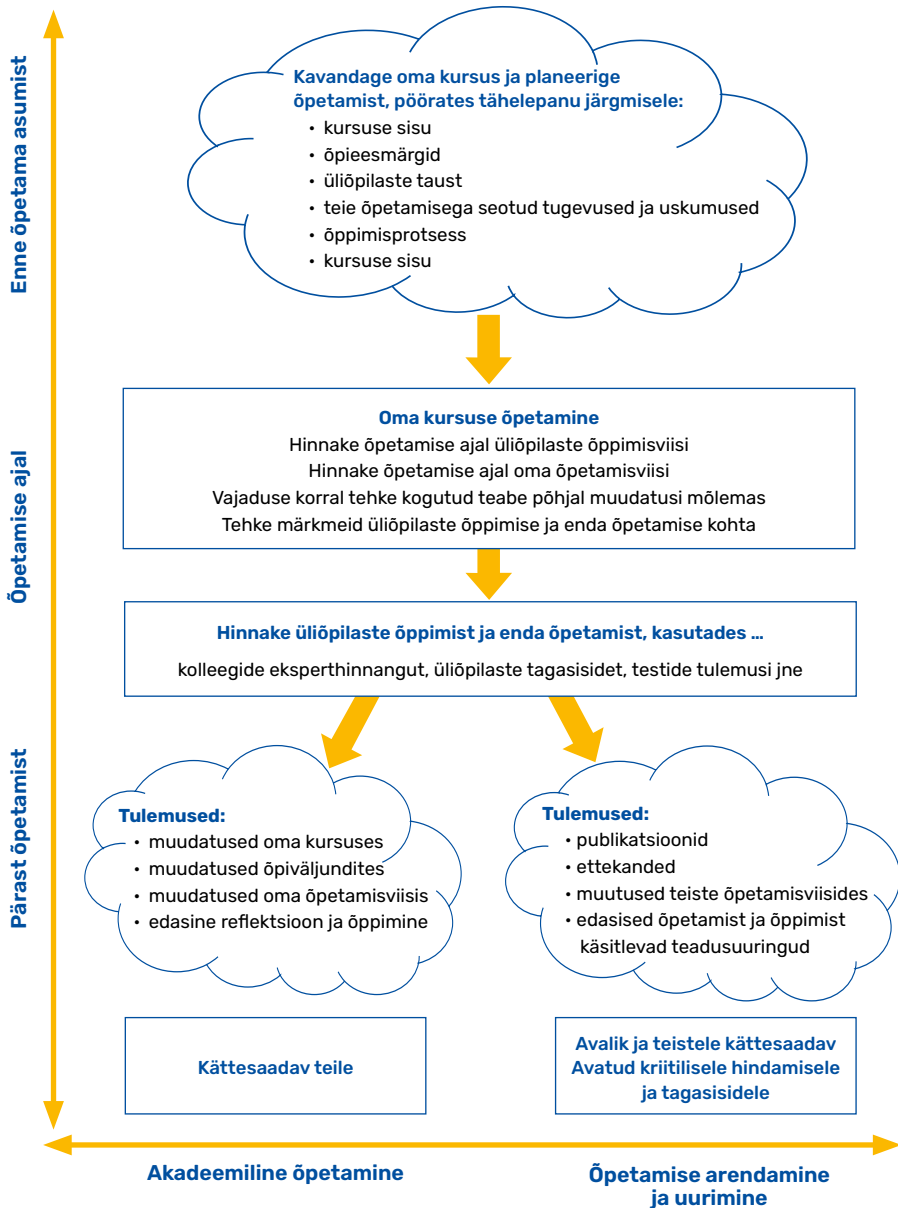 Enne õpetama asumist
Kavandage oma kursus ja planeerige
õpetamist, pöörates tähelepanu järgmisele:
• kursuse sisu
• õpieesmärgid
• üliõpilaste taust
• teie õpetamisega seotud tugevused ja uskumused
• õppimisprotsess
• kursuse sisu
Õpetamise ajal
Oma kursuse õpetamine
Hinnake õpetamise ajal üliõpilaste õppimisviisi
Hinnake õpetamise ajal oma õpetamisviisi
Vajaduse korral tehke kogutud teabe põhjal muudatusi mõlemas
Tehke märkmeid üliõpilaste õppimise ja enda õpetamise kohta
Hinnake üliõpilaste õppimist ja enda õpetamist, kasutades ...
kolleegide eksperthinnangut, üliõpilaste tagasisidet, testide tulemusi jne
Pärast õpetamist
Tulemused:
• muudatused oma kursuses
• muudatused õpiväljundites
• muudatused oma õpetamisviisis
• edasine reflektsioon ja õppimine
Tulemused:
• publikatsioonid
• ettekanded
• muutused teiste õpetamisviisides
• edasised õpetamist ja õppimist
käsitlevad teadusuuringud
Kättesaadav teile
Avalik ja teistele kättesaadav
Avatud kriitilisele hindamisele
ja tagasisidele
Akadeemiline õpetamine
Õpetamise arendamine
ja uurimine